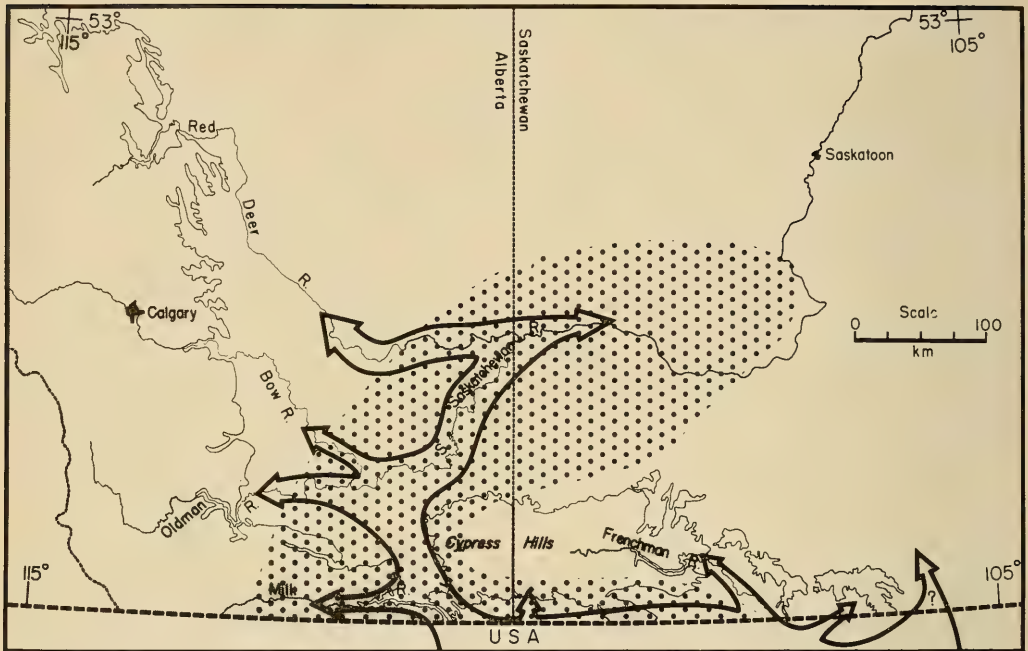 53°
115°
Saskatchewan
Alberta
53°
105°
Red
Deer
R
Saskatoon
Calgary
Scale
0 100
km
R
Saskatchewan
S
Bow R
Oldman
R
Cypress Hills
Frenchman
R
115°
Milk
R
?
105°
USA